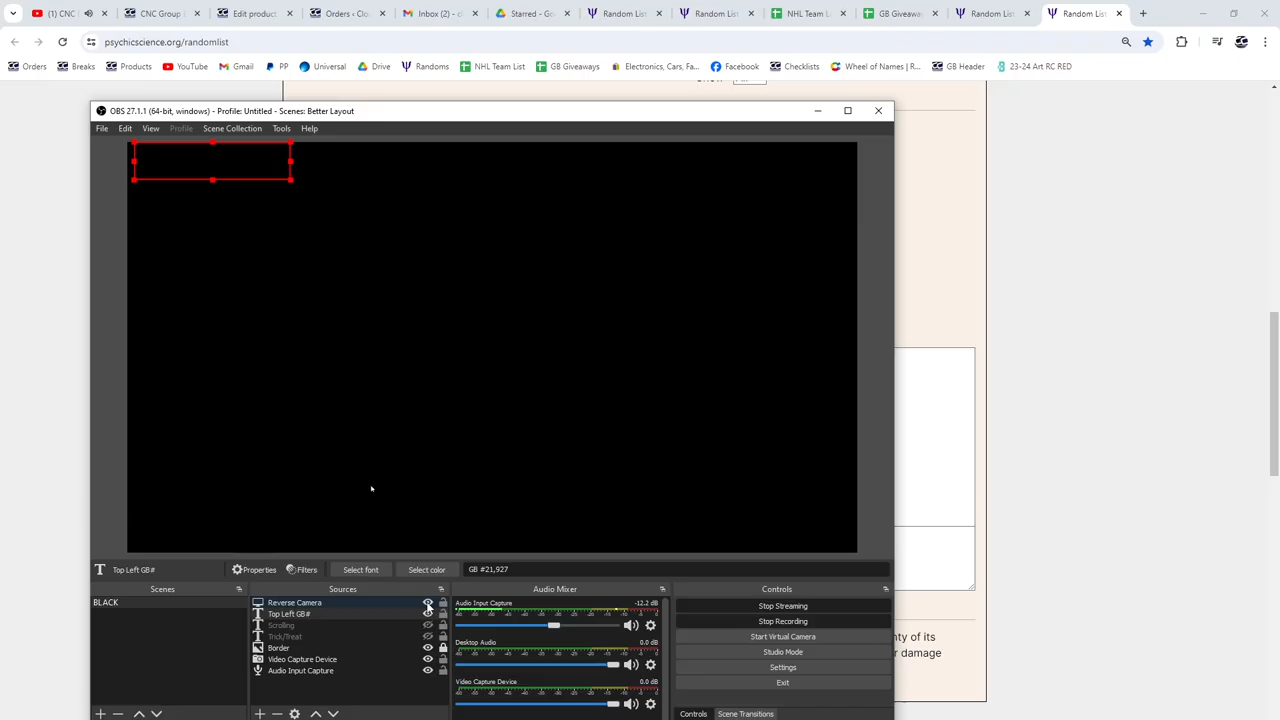 (1) CNC
CNC Group
Edit product
Orders ‹ Clo
Inbox (1) - d
Starred - Go
Random List
Random List
NHL Team L
GB Giveaw
Random List
Random List
psychicscience.org/randomlist
Orders
Breaks
Products
YouTube
Gmail
PP
Universal
Drive
Randoms
NHL Team List
GB Giveaways
Electronics, Cars, Fa...
Facebook
Checklists
Wheel of Names | R...
GB Header
23-24 Art RC RED
OBS 27.1.1 (64-bit, windows) - Profile: Untitled - Scenes: Better Layout
File Edit View Profile Scene Collection Tools Help
Top Left GB#
Properties
Filters
Select font
Select color
GB #21,927
Scenes
Sources
Audio Mixer
Controls
BLACK
Reverse Camera
Top Left GB#
Scrolling
Trick/Treat
Border
Video Capture Device
Audio Input Capture
Audio Input Capture -12.2 dB
Desktop Audio 0.0 dB
Video Capture Device 0.0 dB
Stop Streaming
Stop Recording
Start Virtual Camera
Studio Mode
Settings
Exit
Controls Scene Transitions
nty of its
r damage